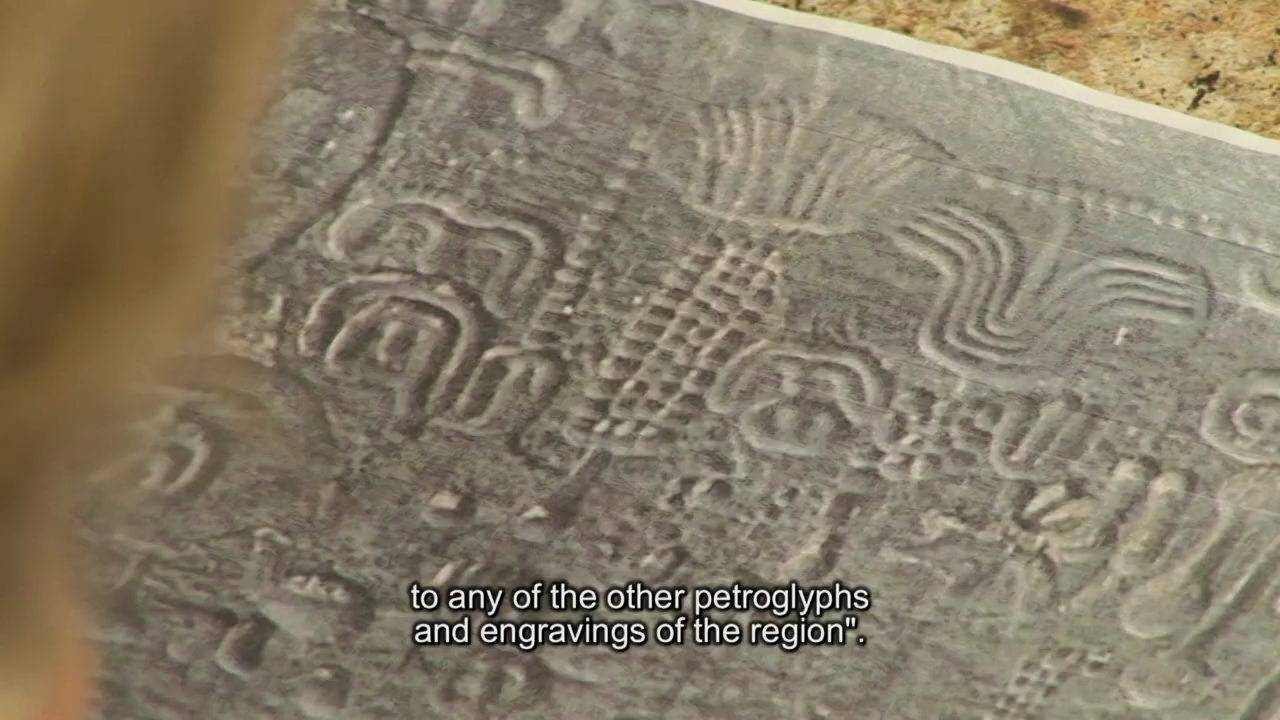 to any of the other petroglyphs
and engravings of the region".